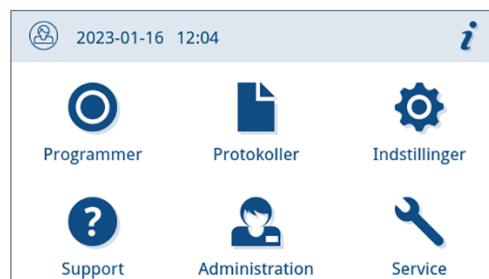 2023-01-16 12:04
Programmer Protokoller Indstillinger
Support Administration Service